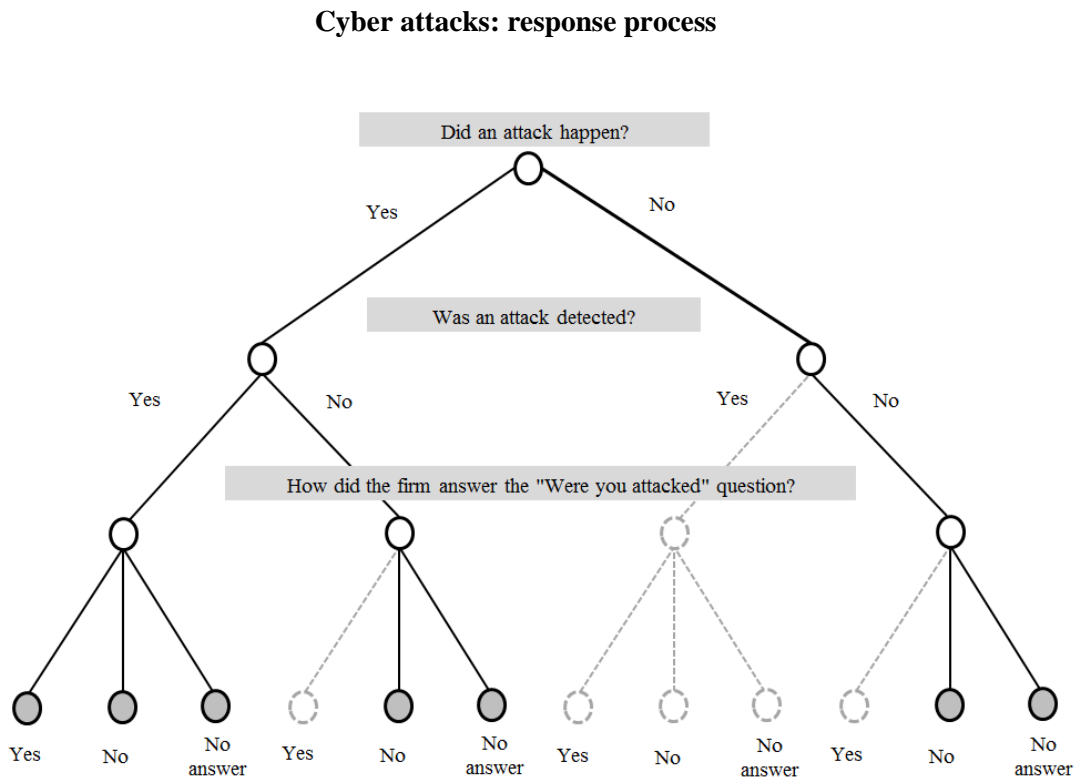 Cyber attacks: response process
Did an attack happen?
Yes
No
Was an attack detected?
Yes
No
Yes
No
How did the firm answer the "Were you attacked" question?
Yes
No
No
answer
Yes
No
No
answer
Yes
No
No
answer
Yes
No
No
answer